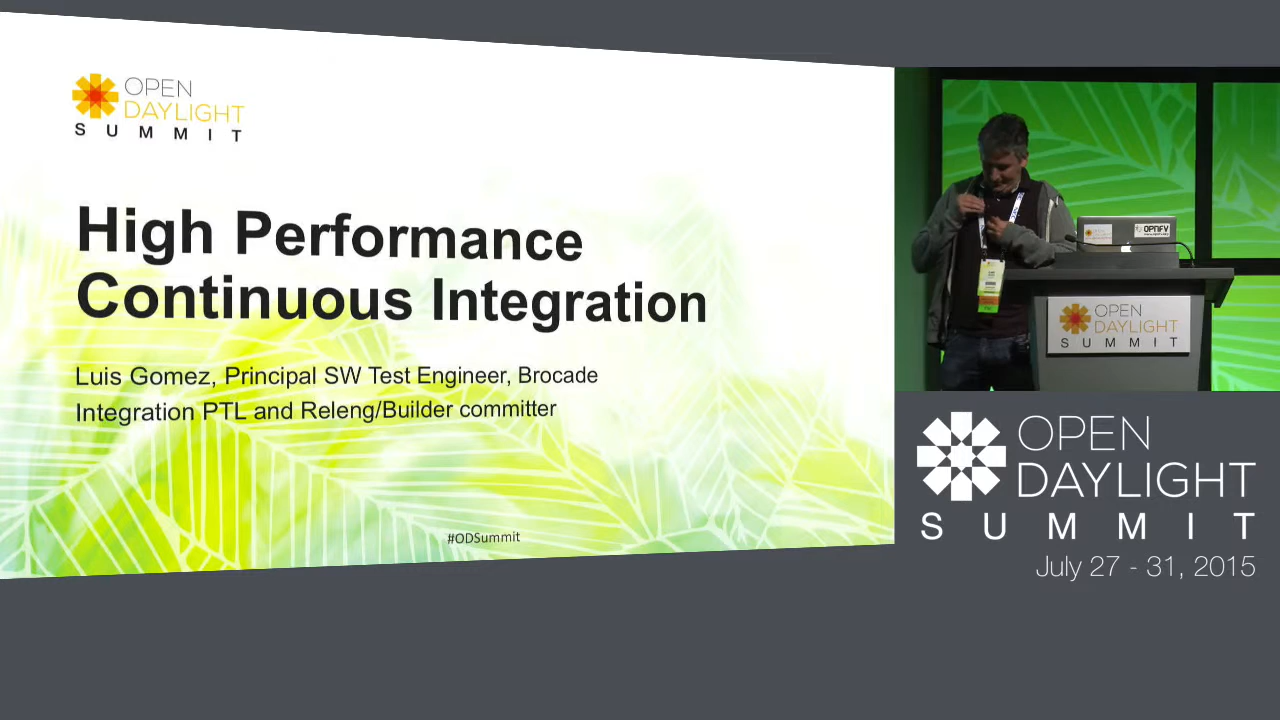 OPEN
DAYLIGHT
SUMMIT
High Performance
Continuous Integration
Luis Gomez, Principal SW Test Engineer, Brocade
Integration PTL and Releng/Builder committer
#ODSummit
OPNFV
OPEN
DAYLIGHT
SUMMIT
OPEN
DAYLIGHT
SUMMIT
July 27 - 31, 2015